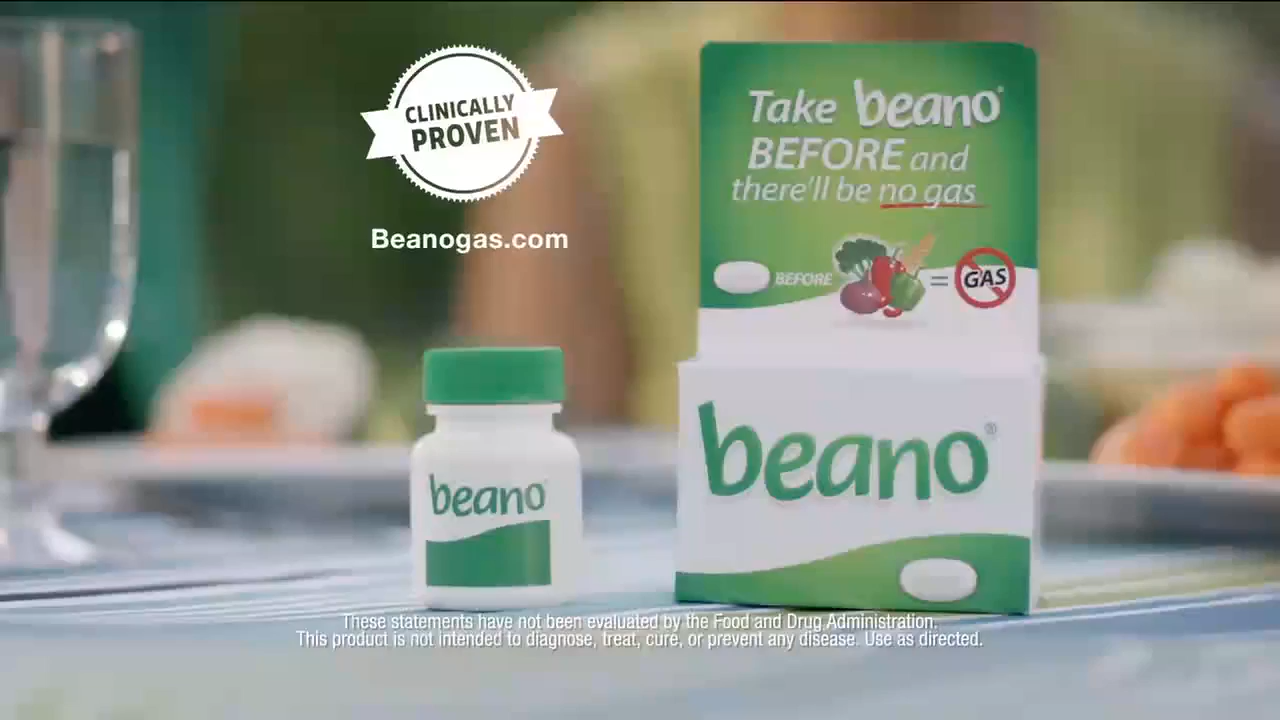 CLINICALLY
PROVEN
Beanogas.com
Take beano®
BEFORE and
there'll be no gas
BEFORE
=
GAS
beano®
beano
These statements have not been evaluated by the Food and Drug Administration.
This product is not intended to diagnose, treat, cure, or prevent any disease. Use as directed.